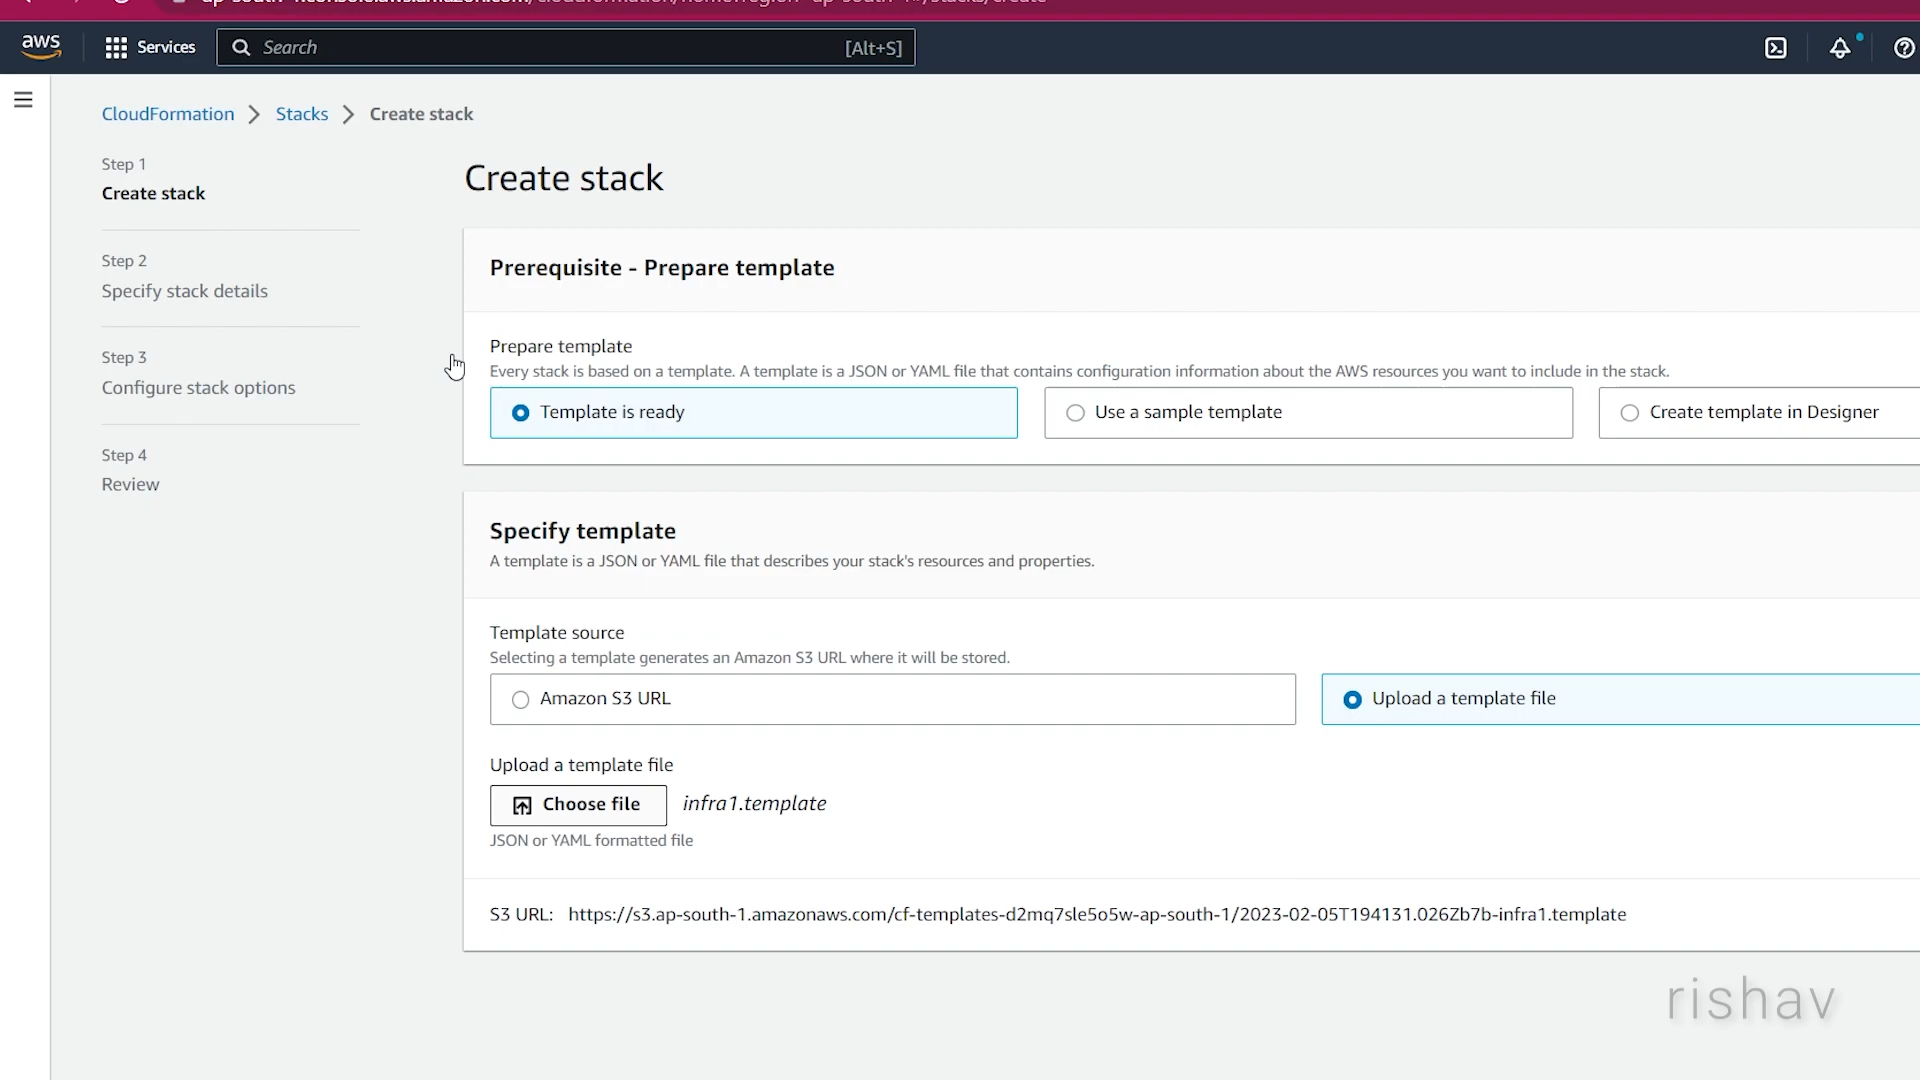 aws
Services
Search
[Alt+S]
CloudFormation
Stacks
Create stack
Step 1
Create stack
Step 2
Specify stack details
Step 3
Configure stack options
Step 4
Review
Create stack
Prerequisite - Prepare template
Prepare template
Every stack is based on a template. A template is a JSON or YAML file that contains configuration information about the AWS resources you want to include in the stack.
Template is ready
Use a sample template
Create template in Designer
Specify template
A template is a JSON or YAML file that describes your stack's resources and properties.
Template source
Selecting a template generates an Amazon S3 URL where it will be stored.
Amazon S3 URL
Upload a template file
Upload a template file
Choose file
infra1.template
JSON or YAML formatted file
S3 URL: https://s3.ap-south-1.amazonaws.com/cf-templates-d2mq7sle5o5w-ap-south-1/2023-02-05T194131.026Zb7b-infra1.template
rishav